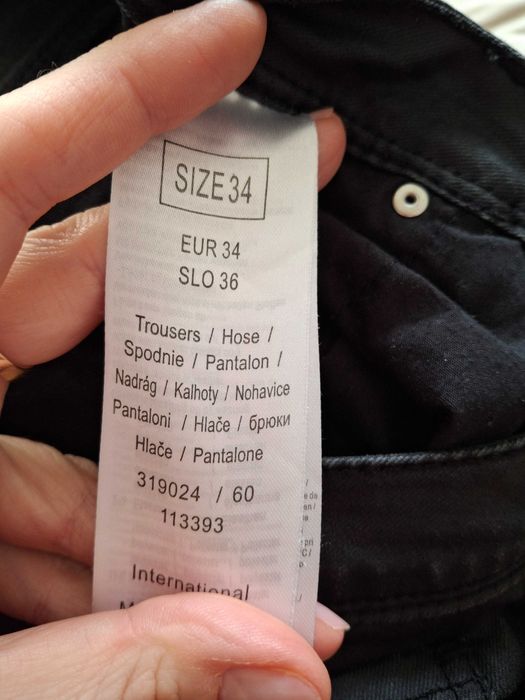 SIZE 34
EUR 34
SLO 36
Trousers / Hose /
Spodnie / Pantalon /
Nadrág / Kalhoty / Nohavice
Pantaloni / Hlače / брюки
Hlače / Pantalone
319024 / 60
113393
International